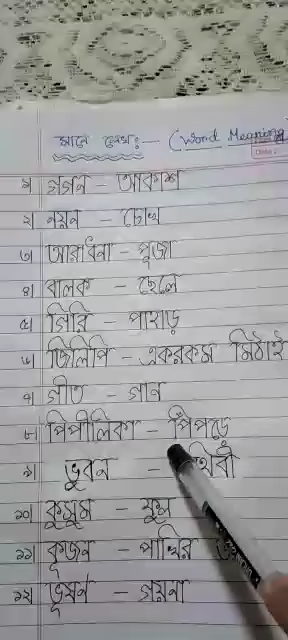 মানে লেখ :— (Word Meaning)
১) গগন – আকাশ
২) নয়ন – চোখ
৩) আরাধনা – পূজা
৪) বালক – ছেলে
৫) গিরি – পাহাড়
৬) জিলিপি – একরকম মিঠাই
৭) গীত – গান
৮) পিপীলিকা – পিঁপড়ে
৯) ভুবন –
১০) কুসুম – ফুল
১১) কূজন – পাখির
১২) ভূষন – গয়না